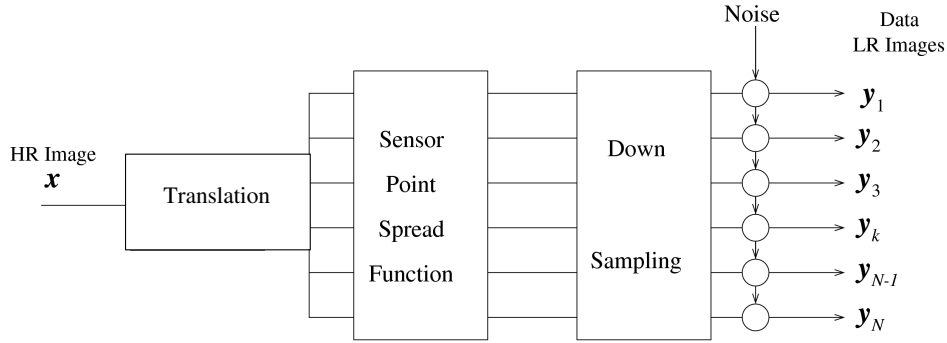 Noise
Data
LR Images
HR Image
x
Translation
Sensor
Point
Spread
Function
Down
Sampling
y1
y2
y3
yk
yN-1
yN